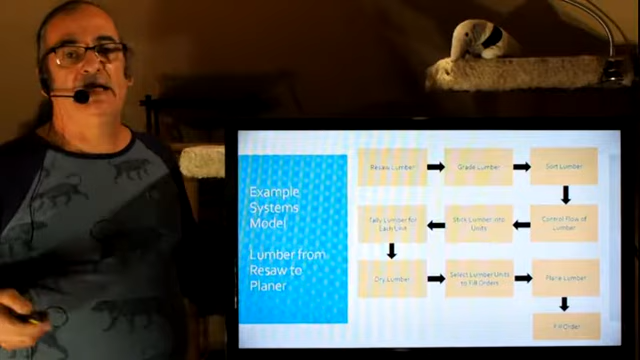 Example
Systems
Model
Lumber from
Resaw to
Planer
Resaw Lumber
Grade Lumber
Sort Lumber
Tally Lumber for
Each Unit
Stick Lumber into
Units
Control Flow of
Lumber
Dry Lumber
Select Lumber Units
to Fill Orders
Plane Lumber
Fill Order